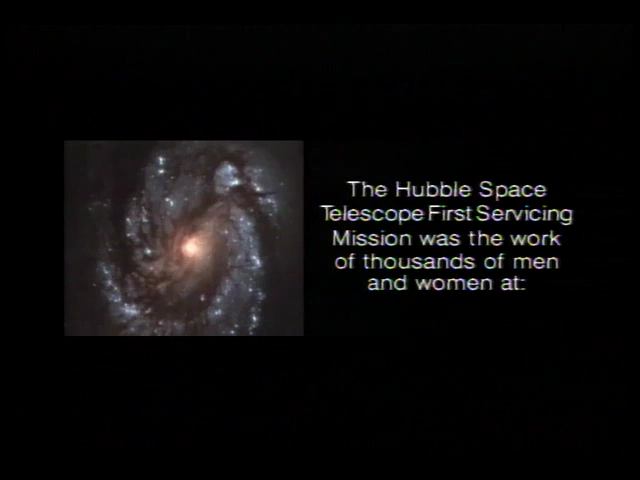 The Hubble Space
Telescope First Servicing
Mission was the work
of thousands of men
and women at: